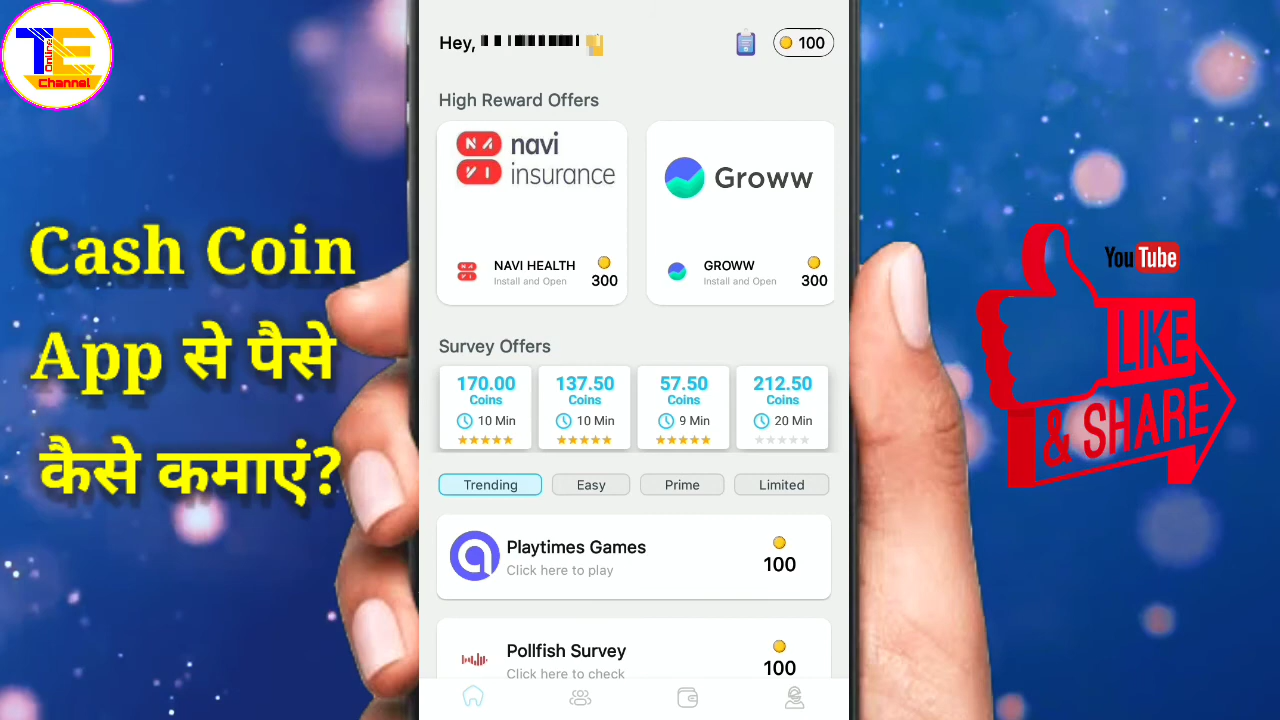 TE
Online
Channel
Cash Coin
App से पैसे
कैसे कमाएं?
Hey,
100
High Reward Offers
NAVI
navi
insurance
NAVI HEALTH
Install and Open
300
Groww
GROWW
Install and Open
300
Survey Offers
170.00
Coins
10 Min
137.50
Coins
10 Min
57.50
Coins
9 Min
212.50
Coins
20 Min
Trending
Easy
Prime
Limited
Playtimes Games
Click here to play
100
Pollfish Survey
Click here to check
100
YouTube
LIKE
& SHARE